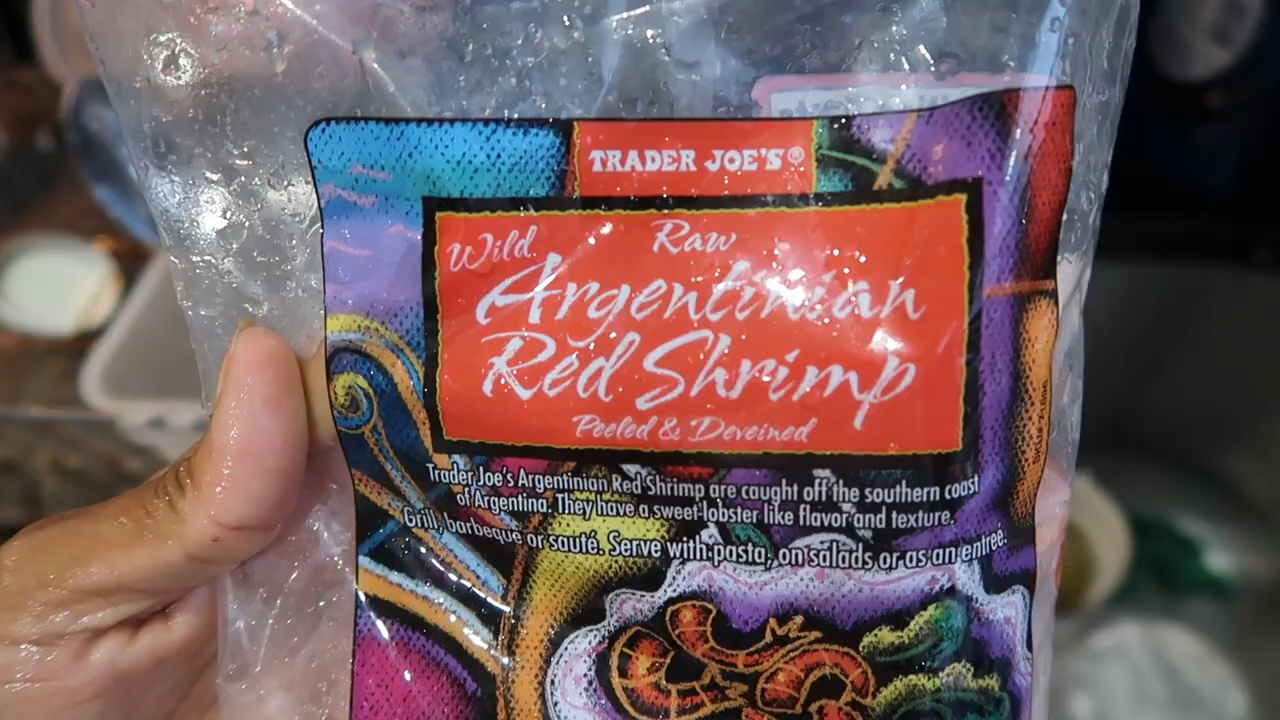 TRADER JOE'S®
Wild Raw
Argentinian
Red Shrimp
Peeled & Deveined
Trader Joe's Argentinian Red Shrimp are caught off the southern coast
of Argentina. They have a sweet lobster like flavor and texture.
Grill, barbeque or sauté. Serve with pasta, on salads or as an entreé.